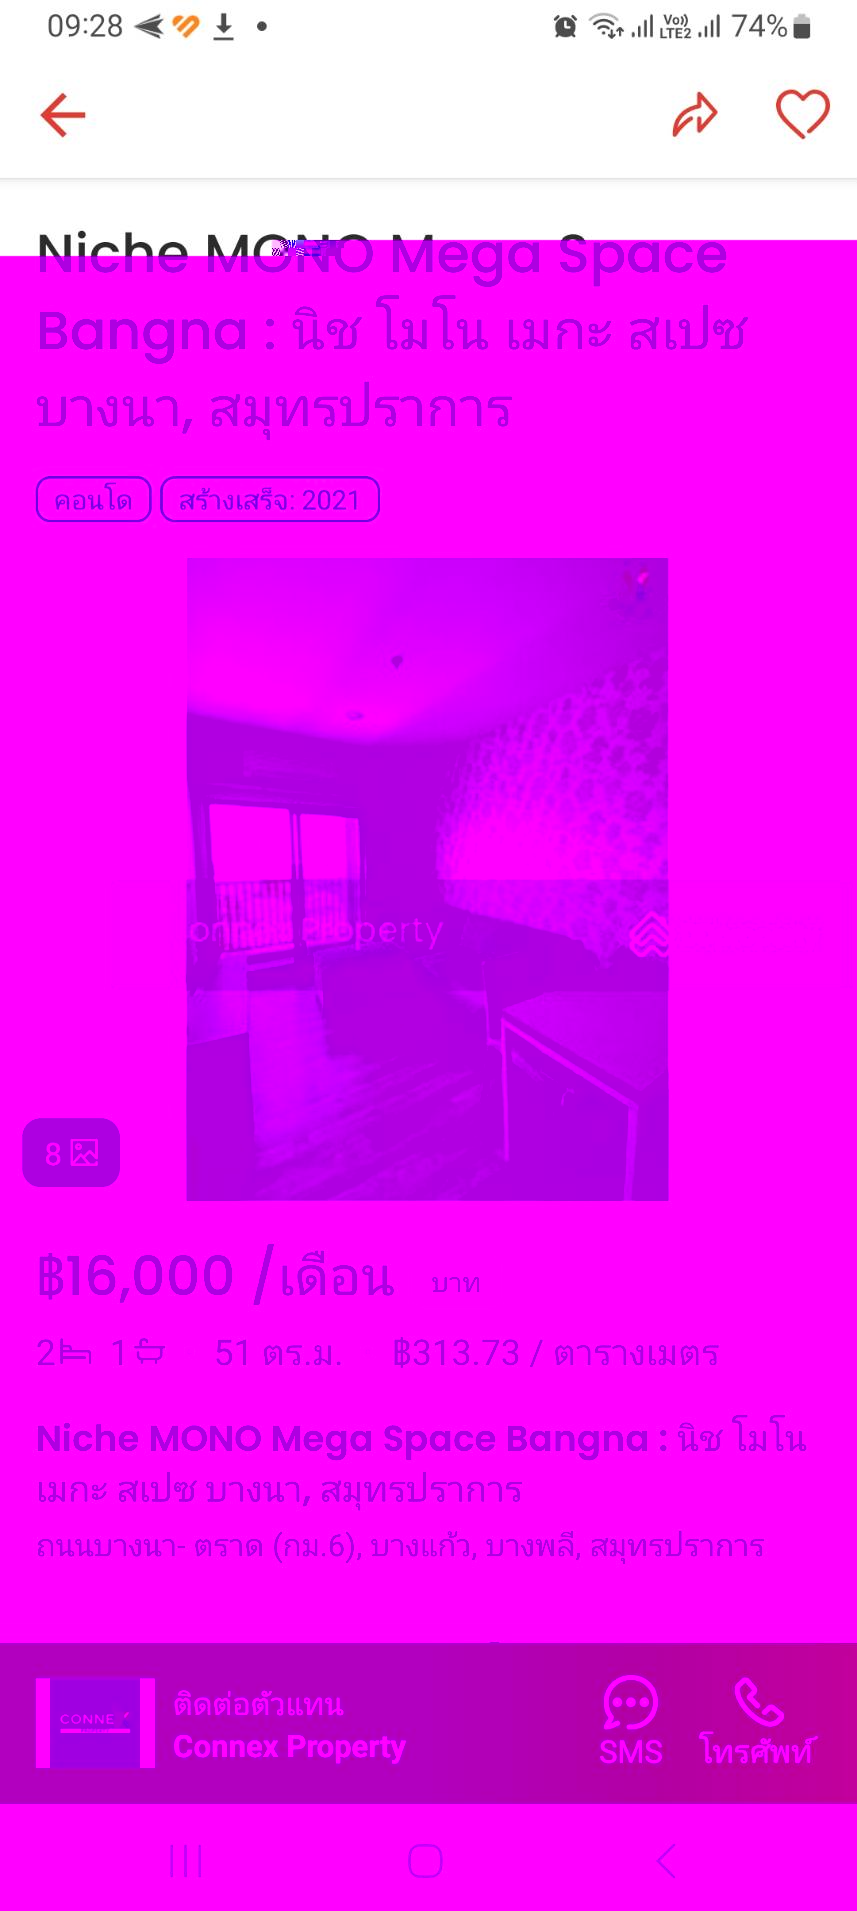 09:28
Vo))
LTE2
74%
Niche MONO Mega Space
Bangna : นิช โมโน เมกะ สเปซ
บางนา, สมุทรปราการ
คอนโด สร้างเสร็จ: 2021
onnex Property
8
฿16,000 /เดือน บาท
2 1 51 ตร.ม. ฿313.73 / ตารางเมตร
Niche MONO Mega Space Bangna : นิช โมโน
เมกะ สเปซ บางนา, สมุทรปราการ
ถนนบางนา- ตราด (กม.6), บางแก้ว, บางพลี, สมุทรปราการ
ติดต่อตัวแทน
CONNE
Connex Property
SMS โทรศัพท์